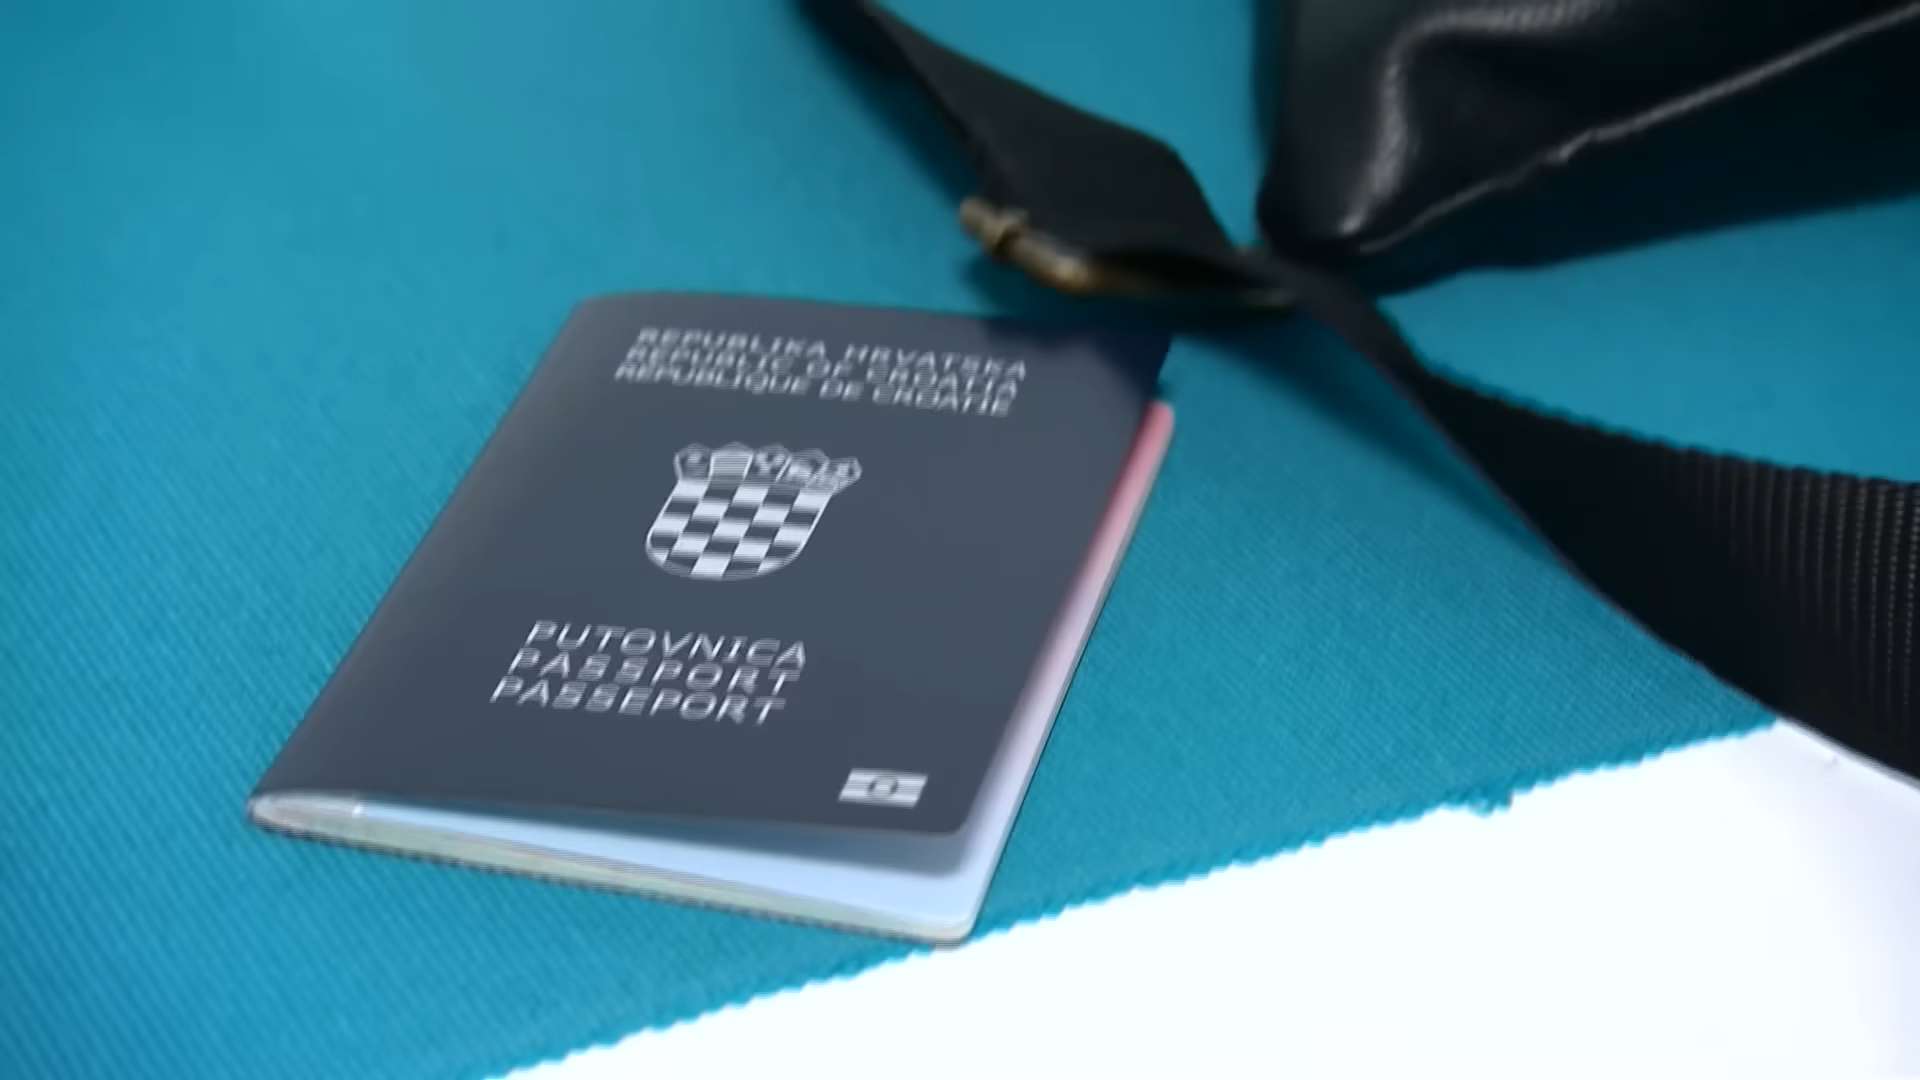 REPUBLIKA HRVATSKA
REPUBLIC OF CROATIA
RÉPUBLIQUE DE CROATIE
PUTOVNICA
PASSPORT
PASSEPORT